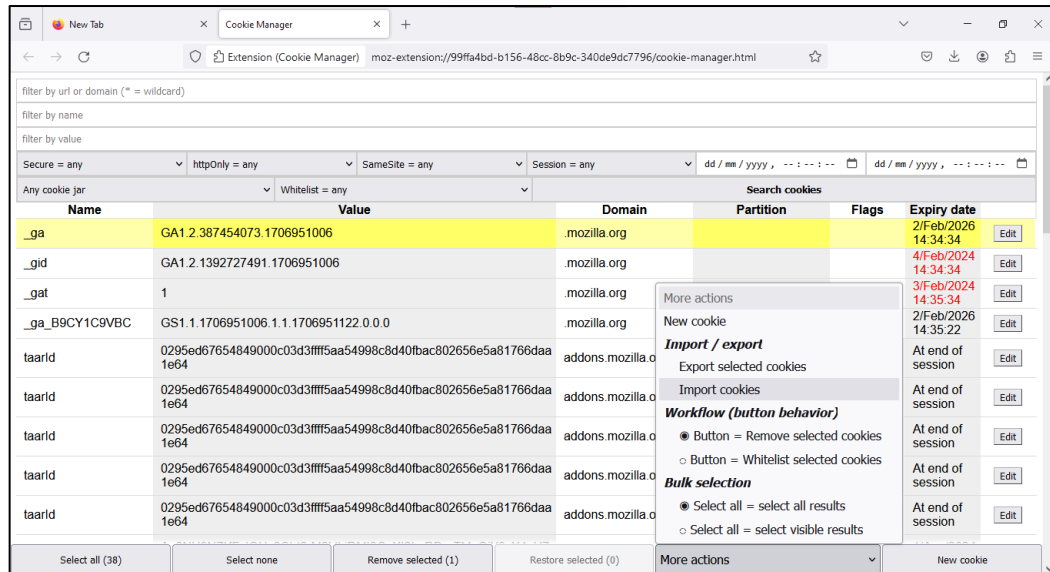 New Tab
Cookie Manager
Extension (Cookie Manager) moz-extension://99ffa4bd-b156-48cc-8b9c-340de9dc7796/cookie-manager.html
filter by url or domain (* = wildcard)
filter by name
filter by value
Secure = any httpOnly = any SameSite = any Session = any dd / mm / yyyy , -- : -- : -- dd / mm / yyyy , -- : -- : --
Any cookie jar Whitelist = any Search cookies
Name Value Domain Partition Flags Expiry date
_ga GA1.2.387454073.1706951006 .mozilla.org 2/Feb/2026 14:34:34 Edit
_gid GA1.2.1392727491.1706951006 .mozilla.org 4/Feb/2024 14:34:34 Edit
_gat 1 .mozilla.org 3/Feb/2024 14:35:34 Edit
_ga_B9CY1C9VBC GS1.1.1706951006.1.1.1706951122.0.0.0 .mozilla.org 2/Feb/2026 14:35:22 Edit
taarId 0295ed67654849000c03d3ffff5aa54998c8d40fbac802656e5a81766daa addons.mozilla.o At end of
1e64 session Edit
taarId 0295ed67654849000c03d3ffff5aa54998c8d40fbac802656e5a81766daa addons.mozilla.o At end of
1e64 session Edit
taarId 0295ed67654849000c03d3ffff5aa54998c8d40fbac802656e5a81766daa addons.mozilla.o At end of
1e64 session Edit
taarId 0295ed67654849000c03d3ffff5aa54998c8d40fbac802656e5a81766daa addons.mozilla.o At end of
1e64 session Edit
taarId 0295ed67654849000c03d3ffff5aa54998c8d40fbac802656e5a81766daa addons.mozilla.o At end of
1e64 session Edit
More actions
New cookie
Import / export
Export selected cookies
Import cookies
Workflow (button behavior)
Button = Remove selected cookies
Button = Whitelist selected cookies
Bulk selection
Select all = select all results
Select all = select visible results
Select all (38) Select none Remove selected (1) Restore selected (0) More actions New cookie